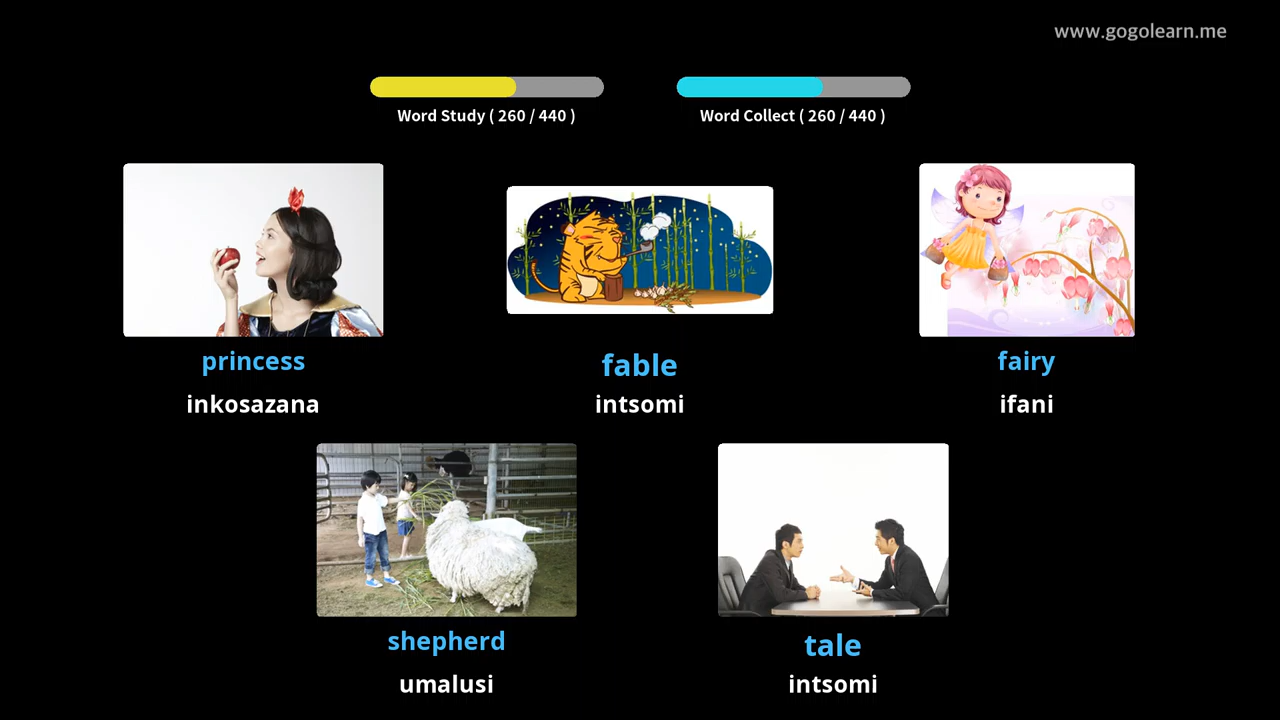 www.gogolearn.me
Word Study ( 260 / 440 )
Word Collect ( 260 / 440 )
princess
inkosazana
fable
intsomi
fairy
ifani
shepherd
umalusi
tale
intsomi